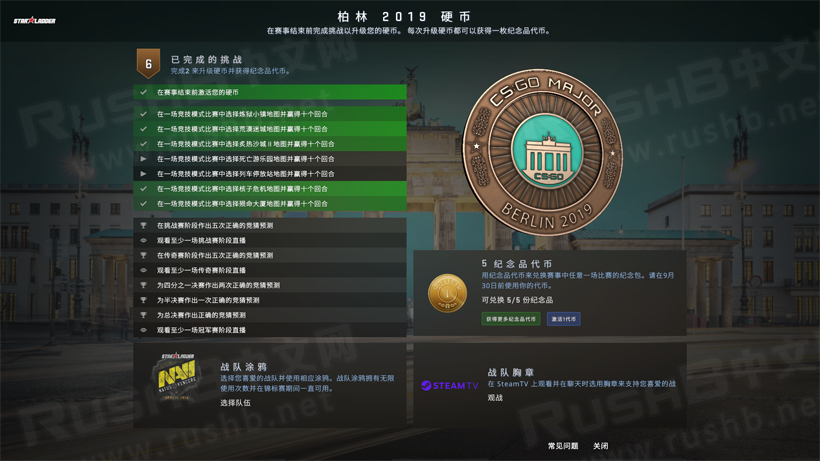 STAR LADDER
柏林 2019 硬币
在赛事结束前完成挑战以升级您的硬币。 每次升级硬币都可以获得一枚纪念品代币。
6
已完成的挑战
完成2 来升级硬币并获得纪念品代币。
在赛事结束前激活您的硬币
在一场竞技模式比赛中选择炼狱小镇地图并赢得十个回合
在一场竞技模式比赛中选择荒漠迷城地图并赢得十个回合
在一场竞技模式比赛中选择炙热沙城 II 地图并赢得十个回合
在一场竞技模式比赛中选择死亡游乐园地图并赢得十个回合
在一场竞技模式比赛中选择列车停放站地图并赢得十个回合
在一场竞技模式比赛中选择核子危机地图并赢得十个回合
在一场竞技模式比赛中选择殒命大厦地图并赢得十个回合
在挑战赛阶段作出五次正确的竞猜预测
观看至少一场挑战赛阶段直播
在传奇赛阶段作出五次正确的竞猜预测
观看至少一场传奇赛阶段直播
为四分之一决赛作出两次正确的竞猜预测
为半决赛作出一次正确的竞猜预测
为总决赛作出正确的竞猜预测
观看至少一场冠军赛阶段直播
CS:GO MAJOR
CS:GO
BERLIN 2019
5 纪念品代币
用纪念品代币来兑换赛事中任意一场比赛的纪念包。请在9月
30日前使用你的代币。
可兑换 5/5 份纪念品
获得更多纪念品代币
激活1代币
STAR LADDER
NAVI
NATUS VINCERE
BERLIN 2019
战队涂鸦
选择您喜爱的战队并使用相应涂鸦。战队涂鸦拥有无限
使用次数并在锦标赛期间一直可用。
选择队伍
STEAMTV
战队胸章
在 SteamTV 上观看并在聊天时选用胸章来支持您喜爱的战
观战
常见问题
关闭
RushB中文网
www.rushb.net